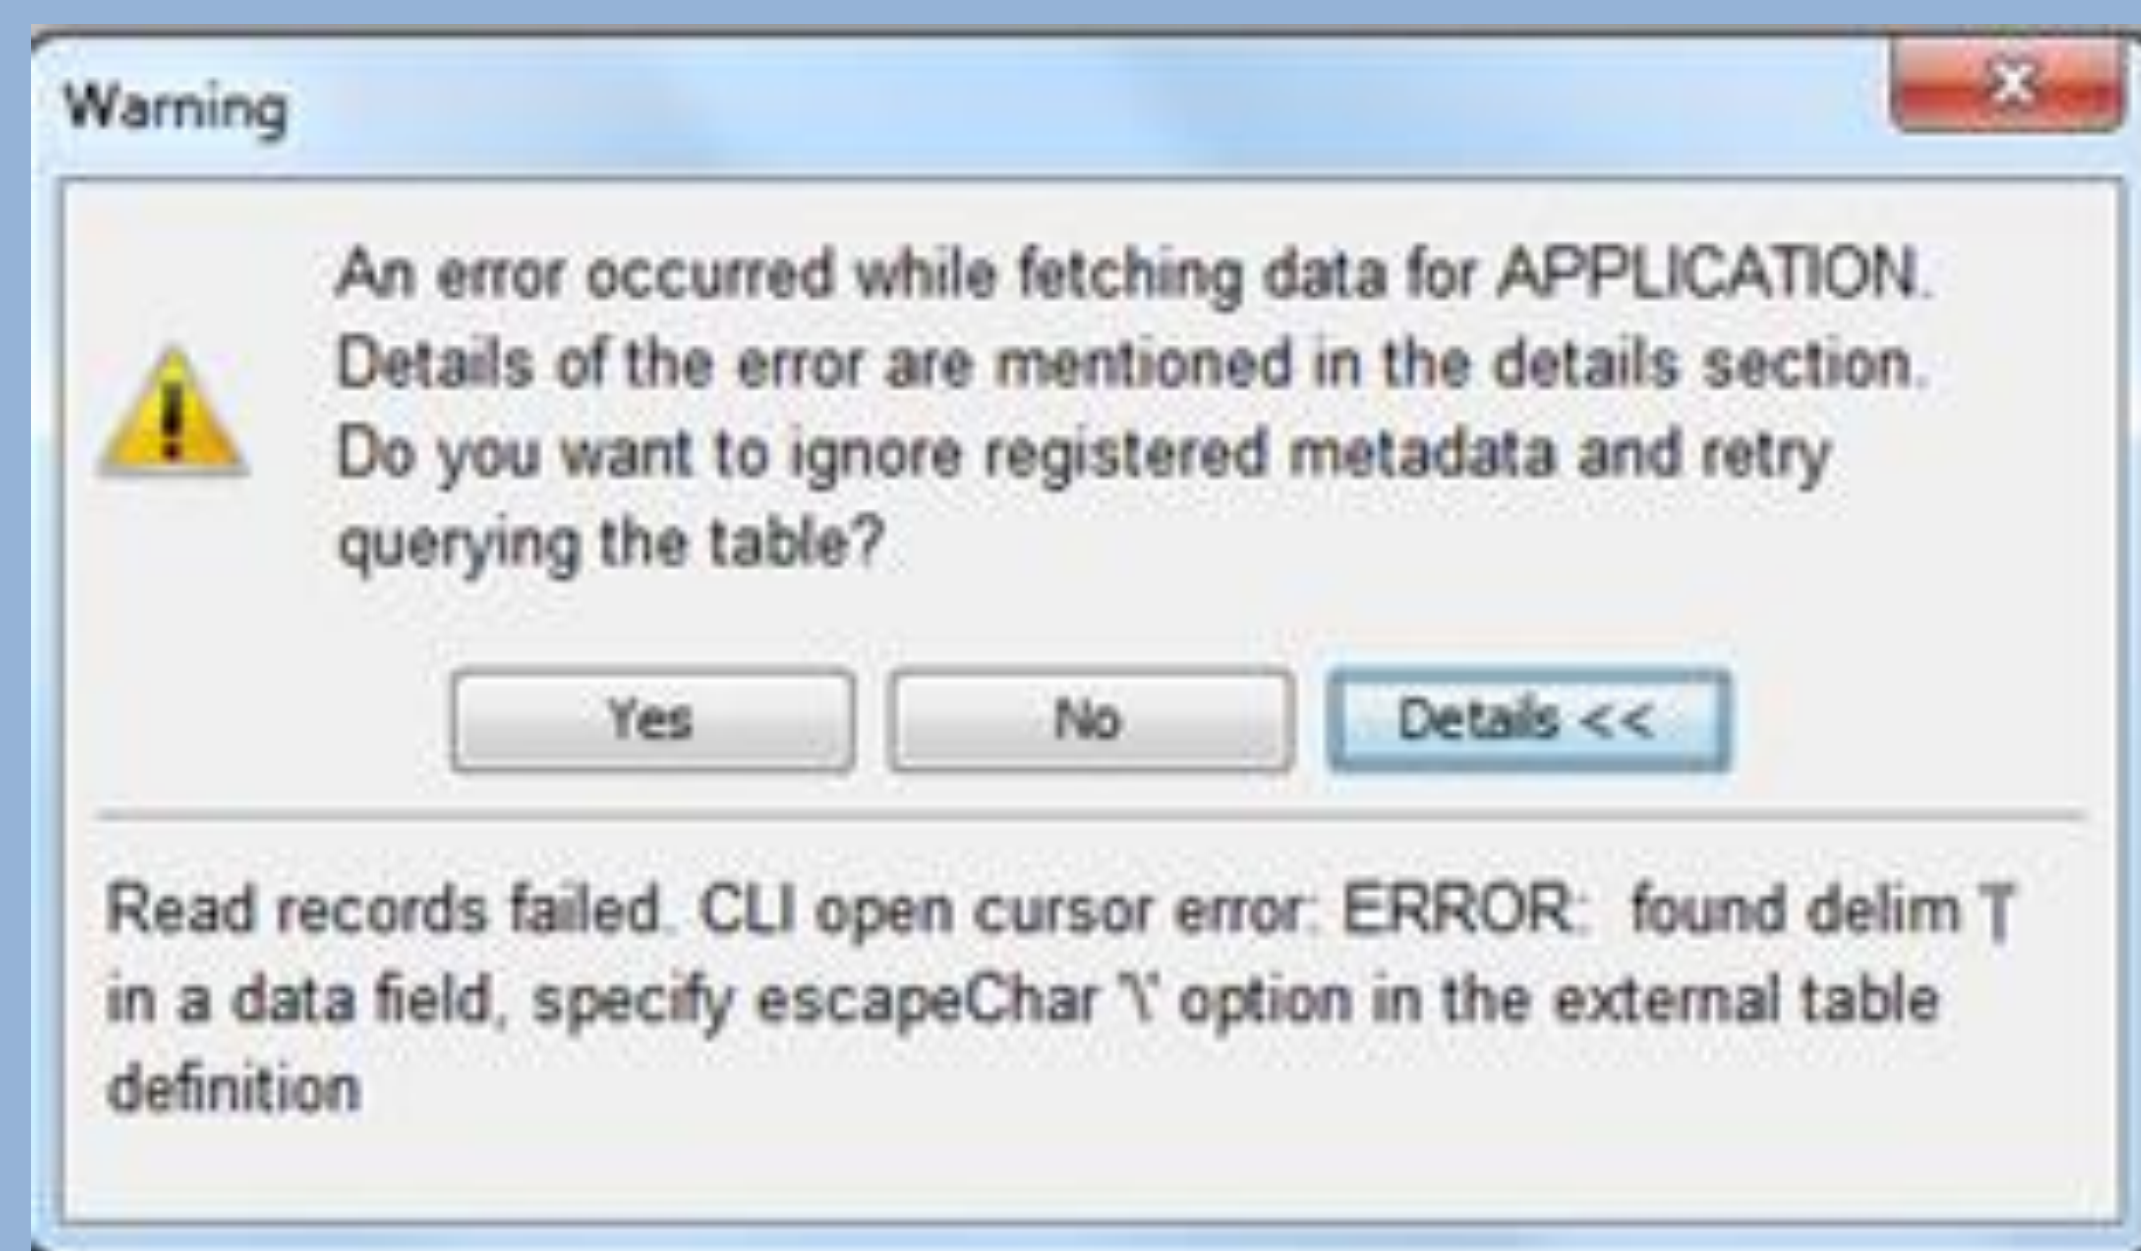 Warning
An error occurred while fetching data for APPLICATION.
Details of the error are mentioned in the details section.
Do you want to ignore registered metadata and retry
querying the table?
Yes No Details <<
Read records failed. CLI open cursor error: ERROR: found delim '|'
in a data field, specify escapeChar '\' option in the external table
definition